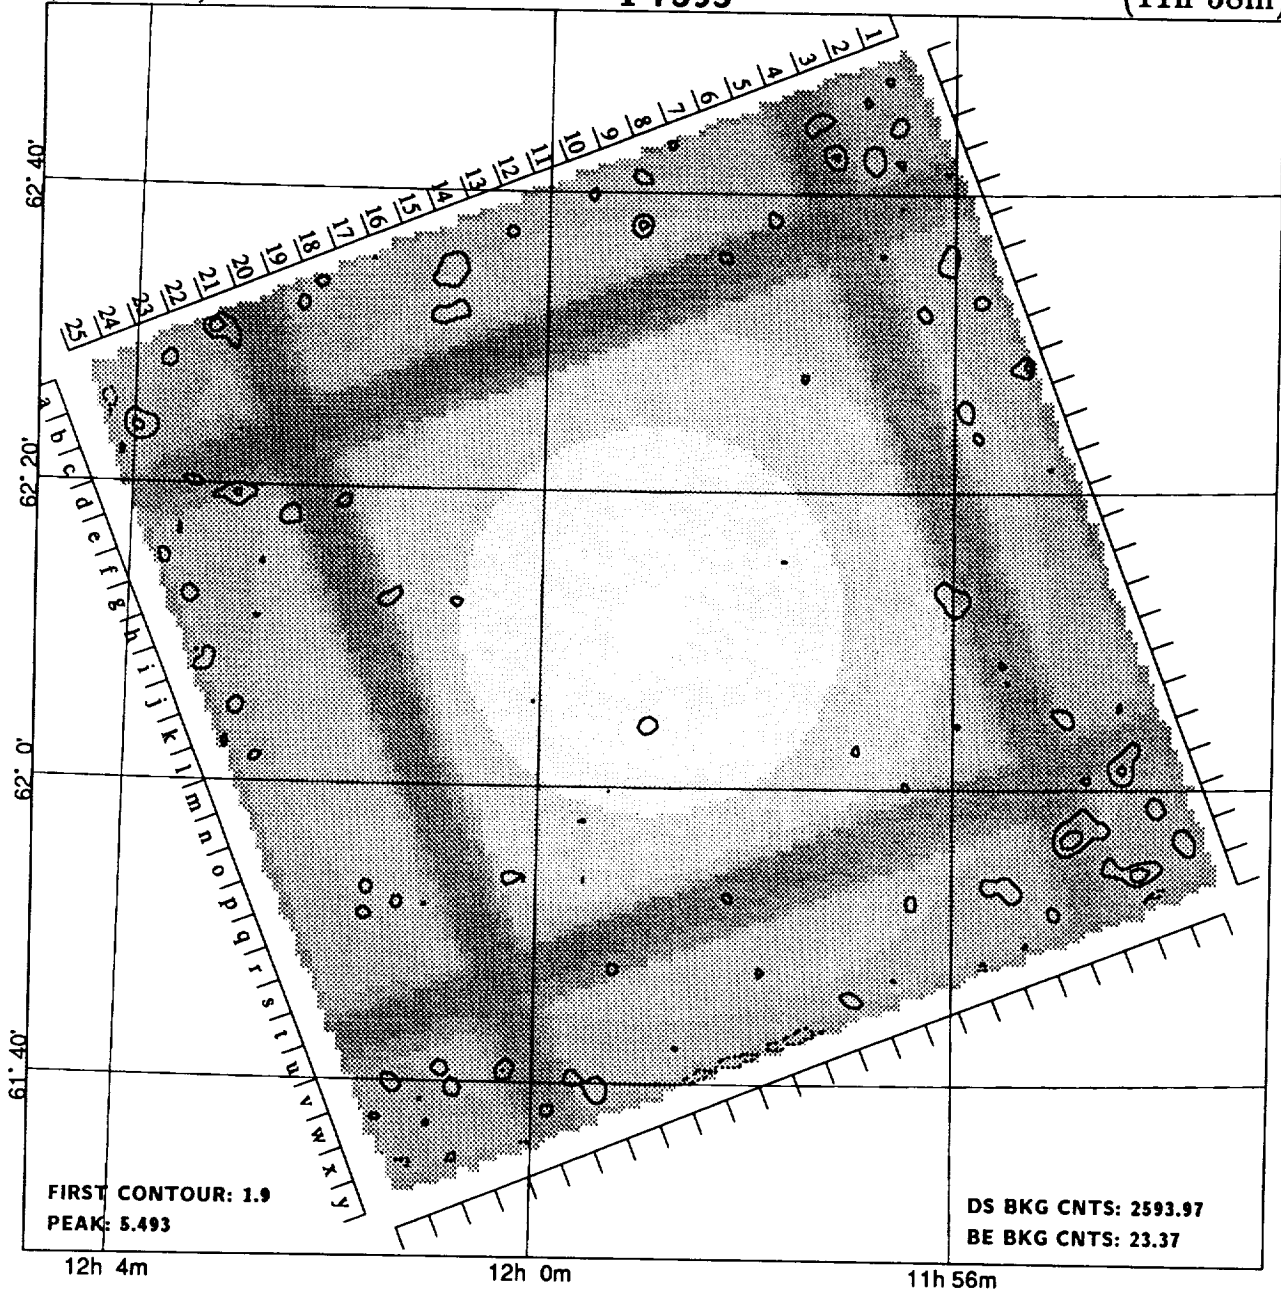 1 2 3 4 5 6 7 8 9 10 11 12 13 14 15 16 17 18 19 20 21 22 23 24 25
a b c d e f g h i j k l m n o p q r s t u v w x y
62° 40'
62° 20'
62° 0'
61° 40'
FIRST CONTOUR: 1.9
PEAK: 5.493
DS BKG CNTS: 2593.97
BE BKG CNTS: 23.37
12h 4m
12h 0m
11h 56m